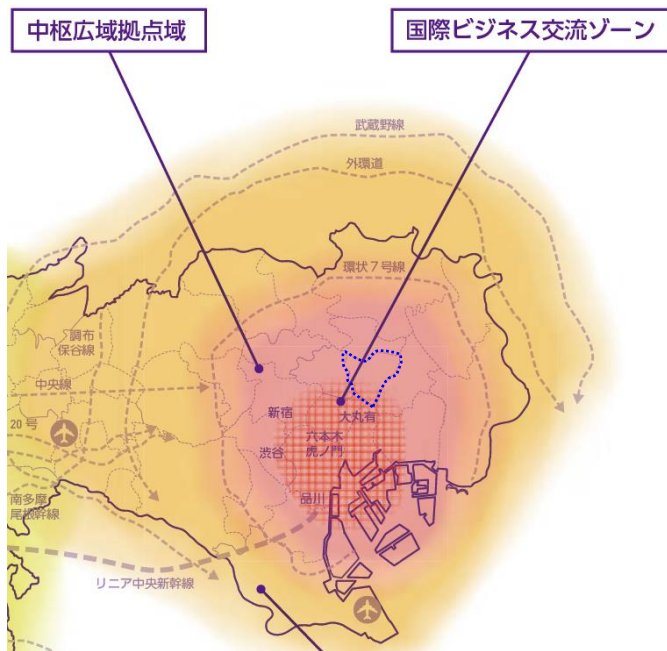 中枢広域拠点域
国際ビジネス交流ゾーン
武蔵野線
外環道
環状7号線
調布
保谷線
中央線
20号
新宿
大丸有
六本木
虎ノ門
渋谷
品川
南多摩
尾根幹線
リニア中央新幹線